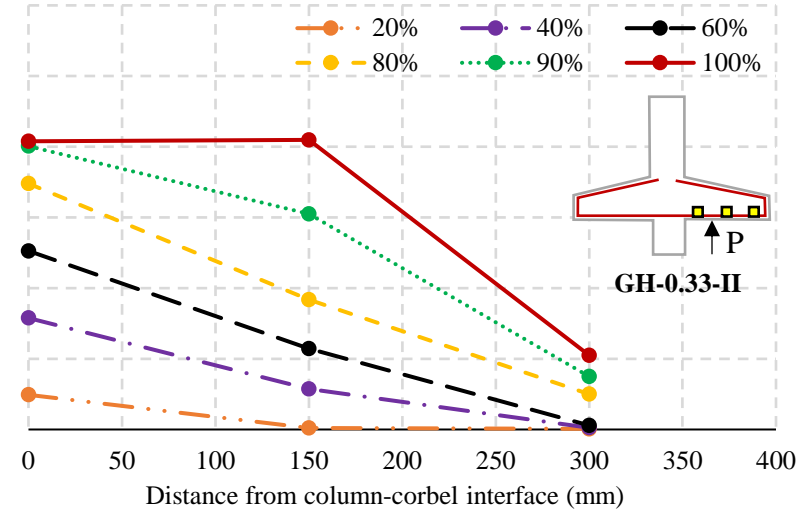 20% 40% 60%
80% 90% 100%
P
GH-0.33-II
0 50 100 150 200 250 300 350 400
Distance from column-corbel interface (mm)